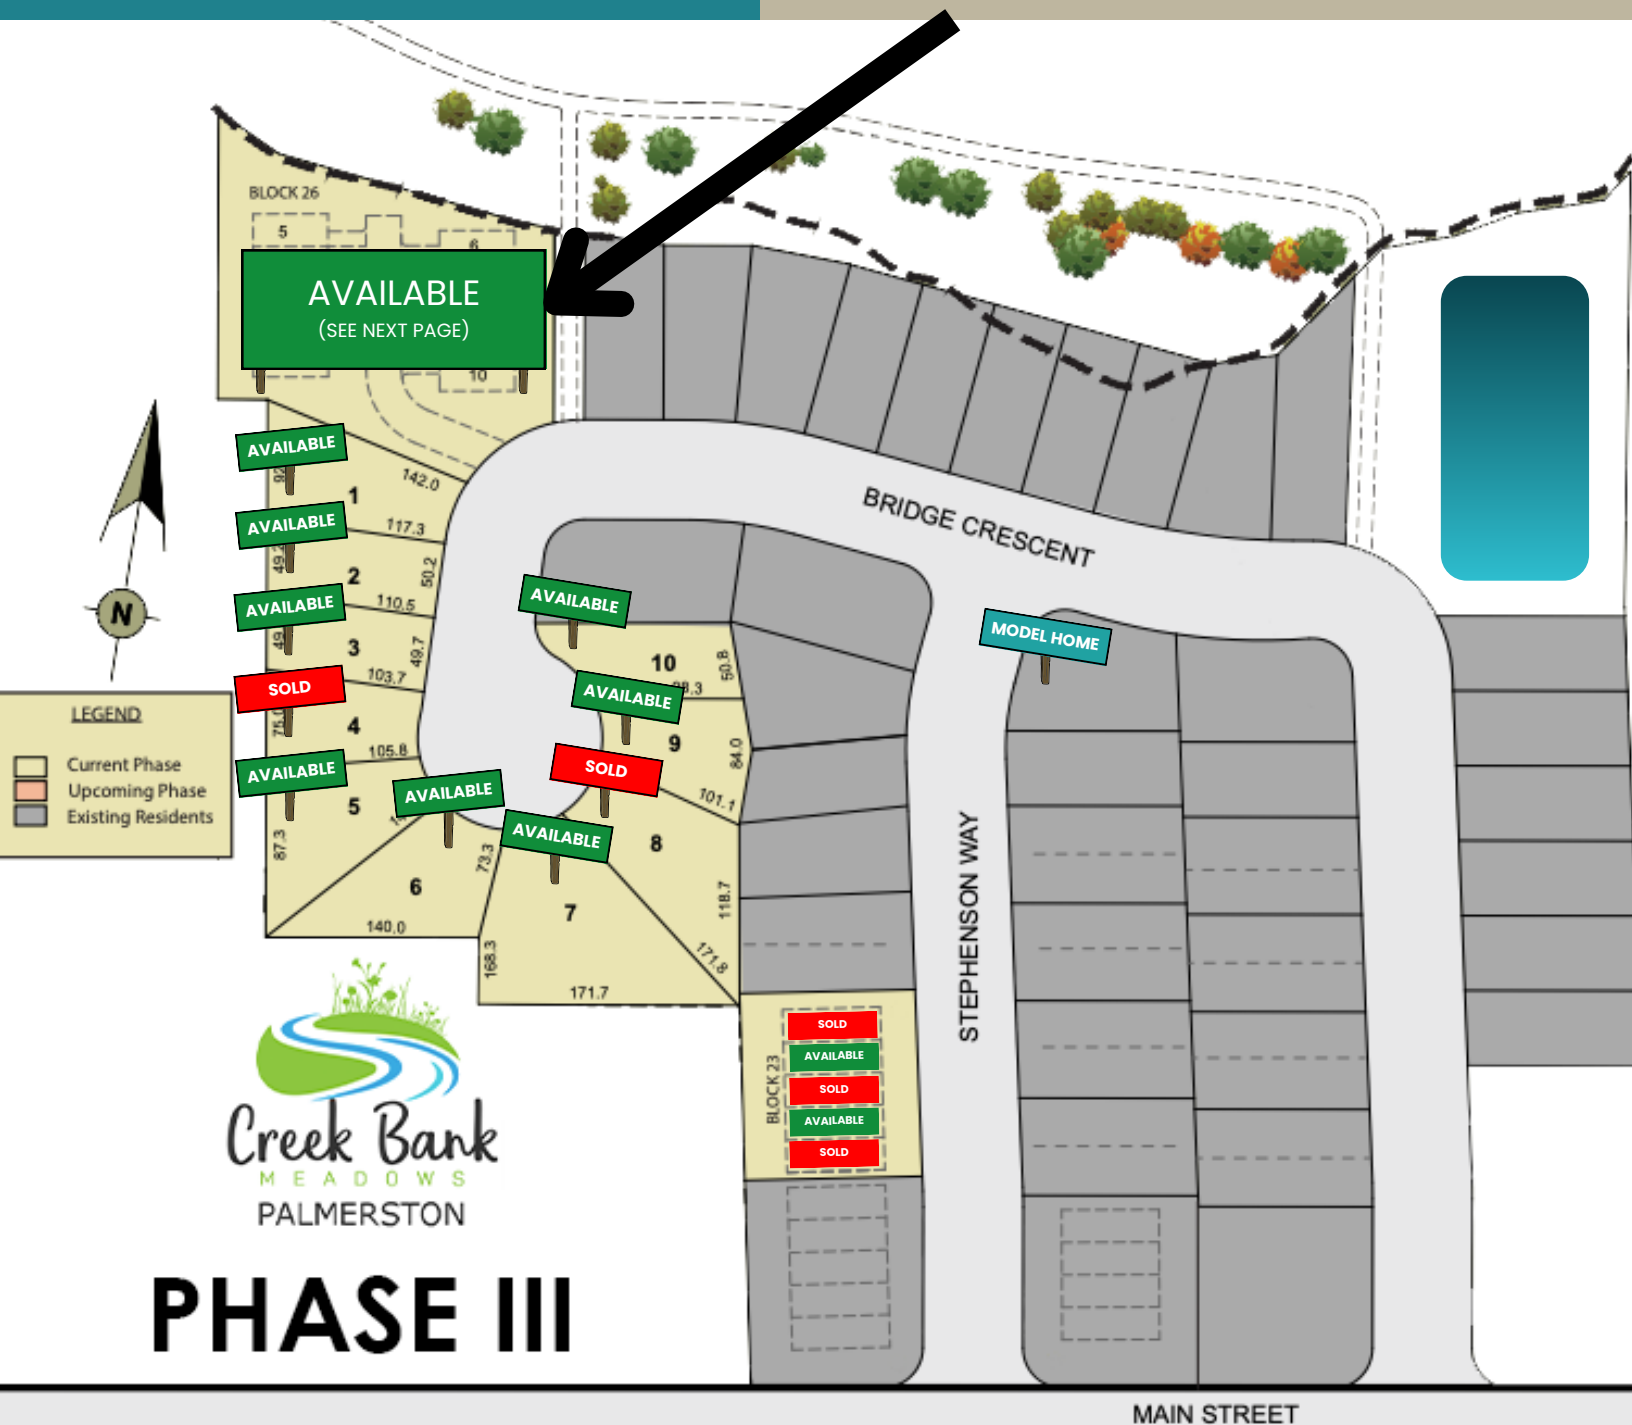 BLOCK 26
5
6
AVAILABLE
(SEE NEXT PAGE)
10
AVAILABLE
142.0
1
AVAILABLE
117.3
49.2
2
50.2
AVAILABLE
110.5
3
49.7
SOLD
103.7
75.0
4
105.8
AVAILABLE
5
87.3
AVAILABLE
73.3
6
140.0
AVAILABLE
7
168.3
171.7
AVAILABLE
10
50.8
AVAILABLE
9
84.0
SOLD
101.1
8
118.7
171.8
BRIDGE CRESCENT
MODEL HOME
STEPHENSON WAY
N
LEGEND
Current Phase
Upcoming Phase
Existing Residents
BLOCK 23
SOLD
AVAILABLE
SOLD
AVAILABLE
SOLD
Creek Bank
MEADOWS
PALMERSTON
PHASE III
MAIN STREET